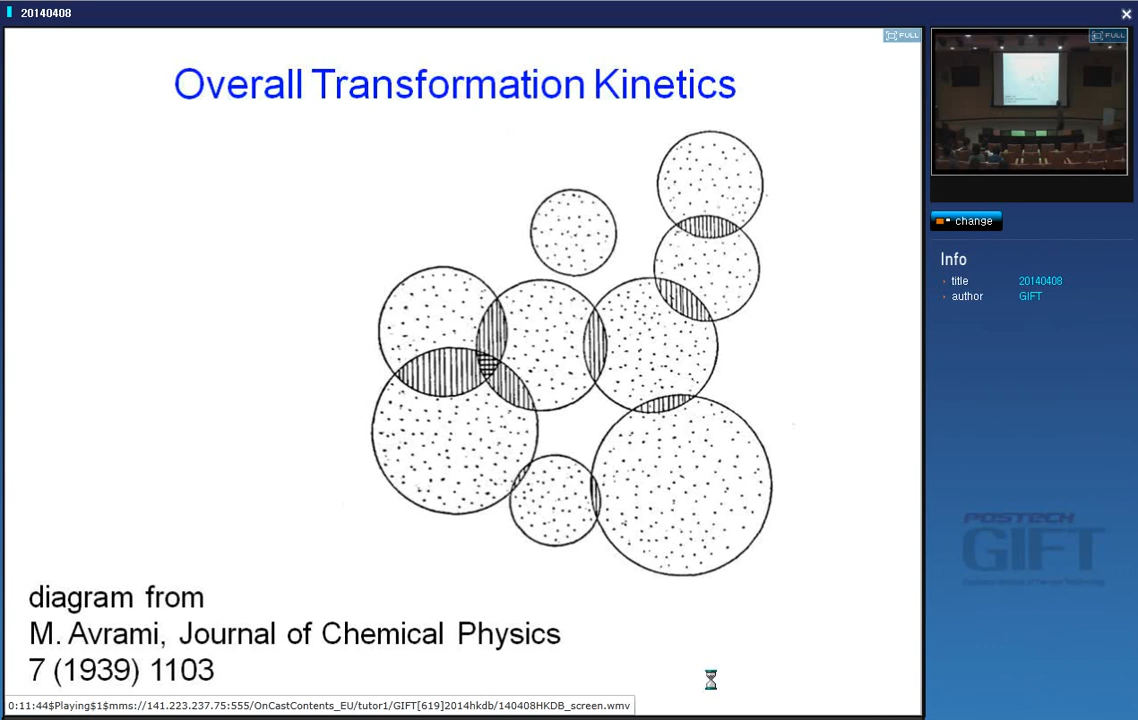 20140408
FULL
FULL
Overall Transformation Kinetics
diagram from
M. Avrami, Journal of Chemical Physics
7 (1939) 1103
0:11:44$Playing$1$mms://141.223.237.75:555/OnCastContents_EU/tutor1/GIFT[619]2014hkdb/140408HKDB_screen.wmv
change
Info
title 20140408
author GIFT
POSTECH
GIFT